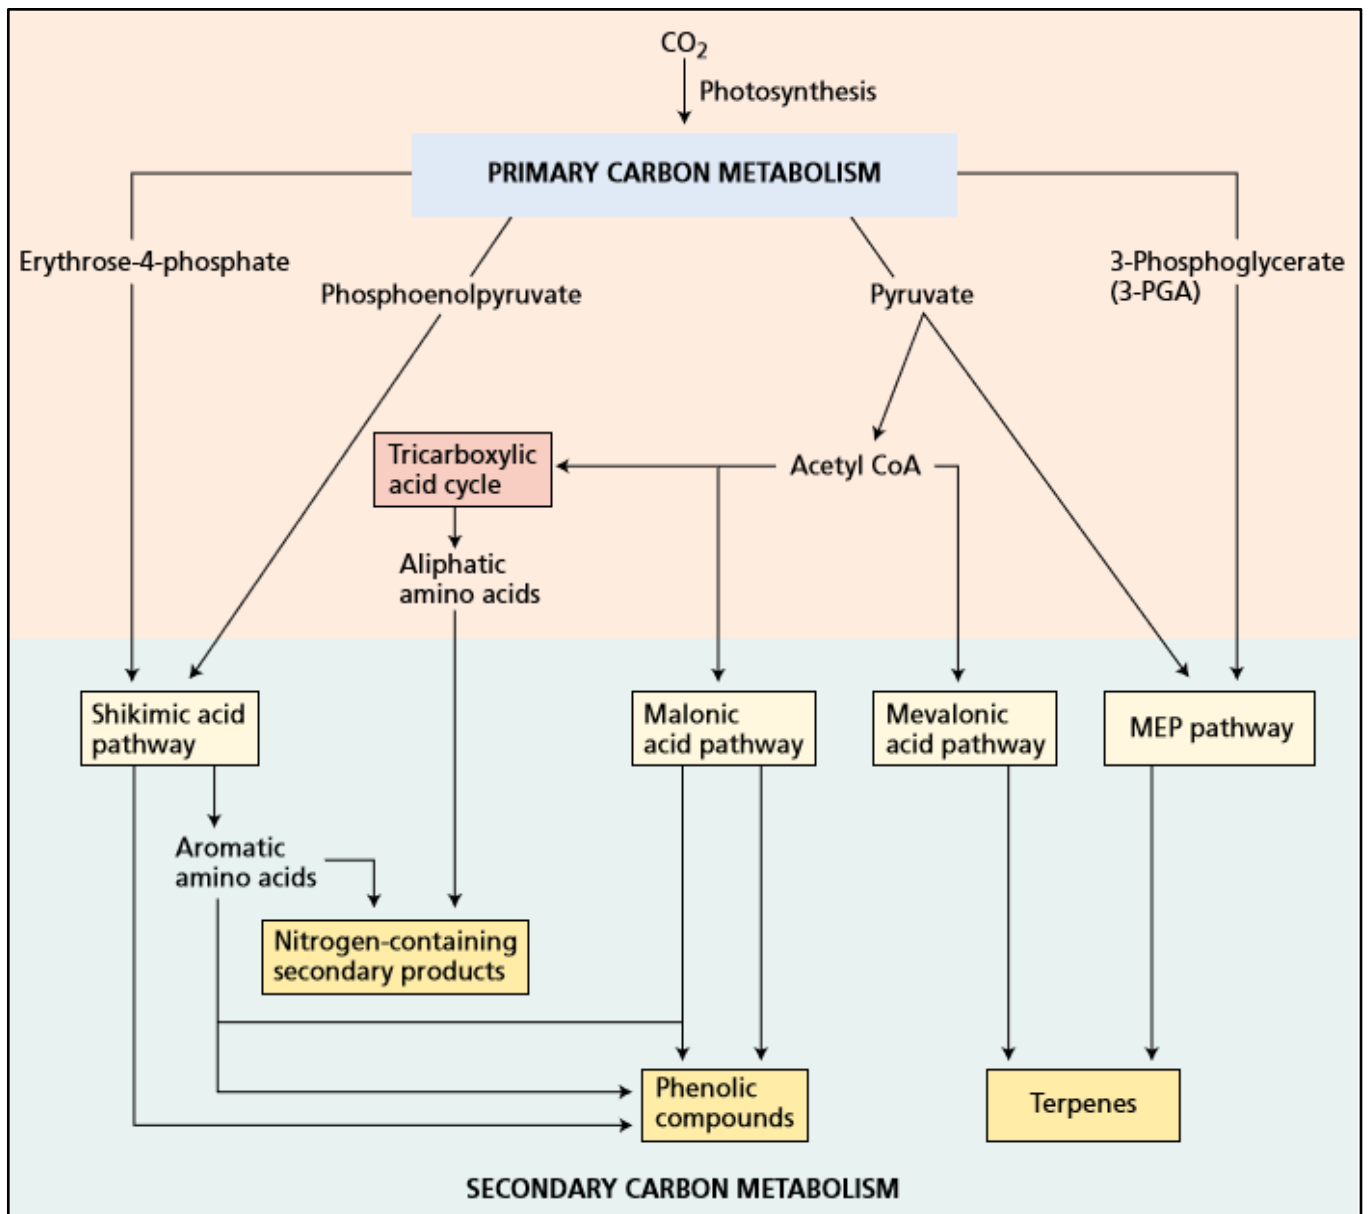 CO₂
Photosynthesis
PRIMARY CARBON METABOLISM
Erythrose-4-phosphate
Phosphoenolpyruvate
Pyruvate
3-Phosphoglycerate
(3-PGA)
Tricarboxylic
acid cycle
Acetyl CoA
Aliphatic
amino acids
Shikimic acid
pathway
Malonic
acid pathway
Mevalonic
acid pathway
MEP pathway
Aromatic
amino acids
Nitrogen-containing
secondary products
Phenolic
compounds
Terpenes
SECONDARY CARBON METABOLISM